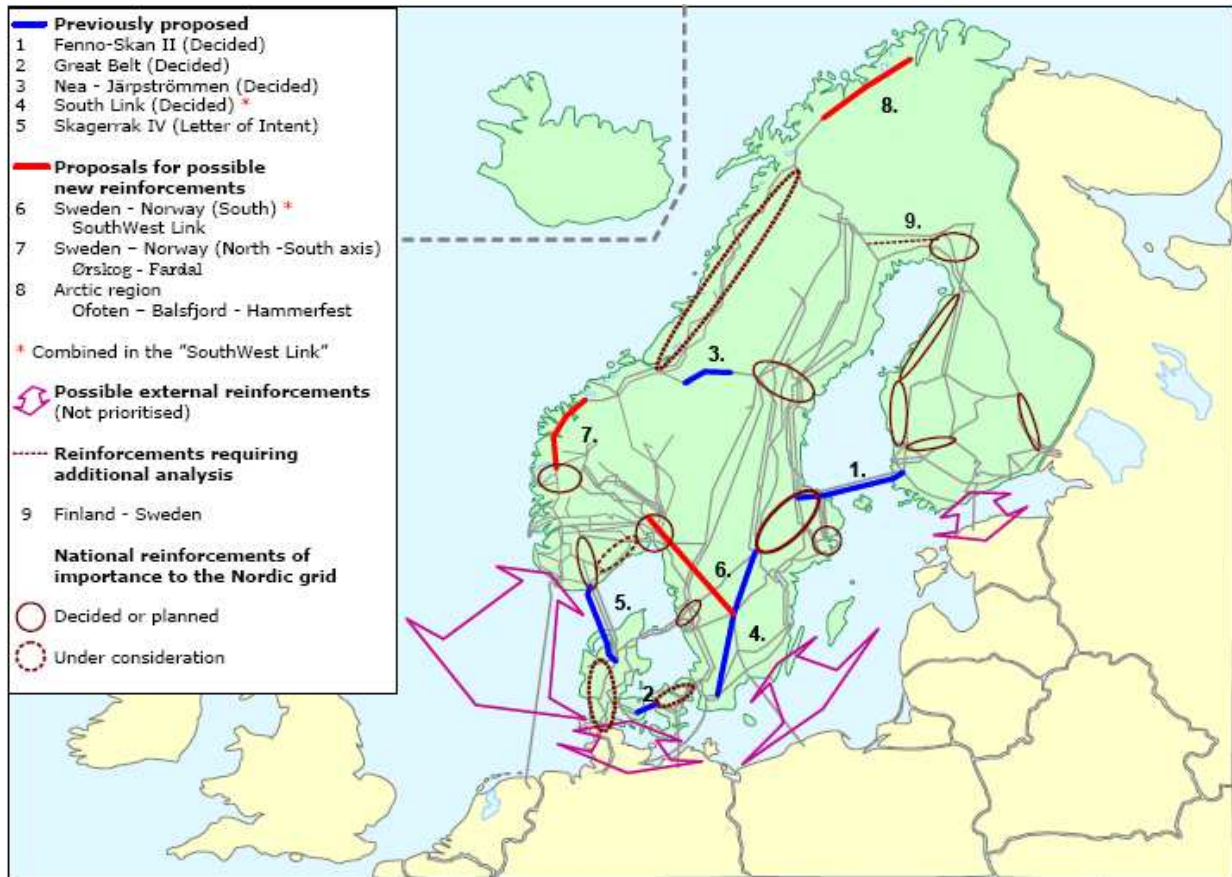 Previously proposed
1 Fenno-Skan II (Decided)
2 Great Belt (Decided)
3 Nea - Järpströmmen (Decided)
4 South Link (Decided) *
5 Skagerrak IV (Letter of Intent)
Proposals for possible
new reinforcements
6 Sweden - Norway (South) *
SouthWest Link
7 Sweden – Norway (North -South axis)
Ørskog - Fardal
8 Arctic region
Ofoten – Balsfjord - Hammerfest
* Combined in the "SouthWest Link"
Possible external reinforcements
(Not prioritised)
Reinforcements requiring
additional analysis
9 Finland - Sweden
National reinforcements of
importance to the Nordic grid
Decided or planned
Under consideration
8.
9.
3.
7.
1.
6.
5.
4.
2